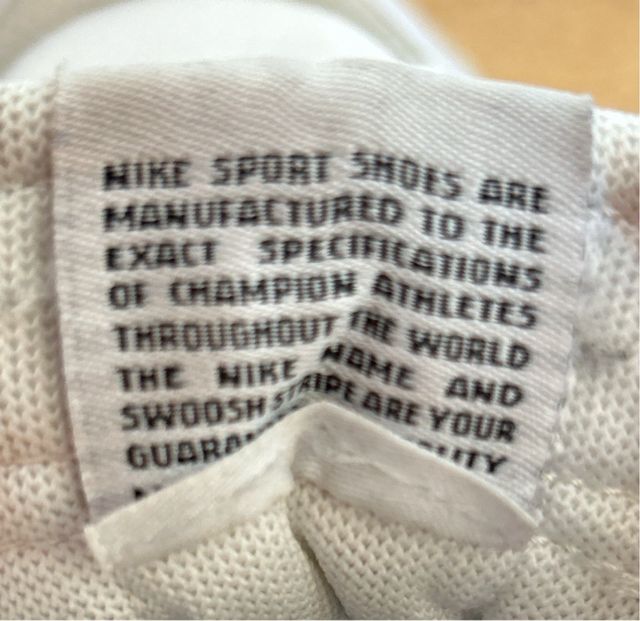 NIKE SPORT SHOES ARE
MANUFACTURED TO THE
EXACT SPECIFICATIONS
OF CHAMPION ATHLETES
THROUGHOUT THE WORLD
THE NIKE NAME AND
SWOOSH STRIPE ARE YOUR